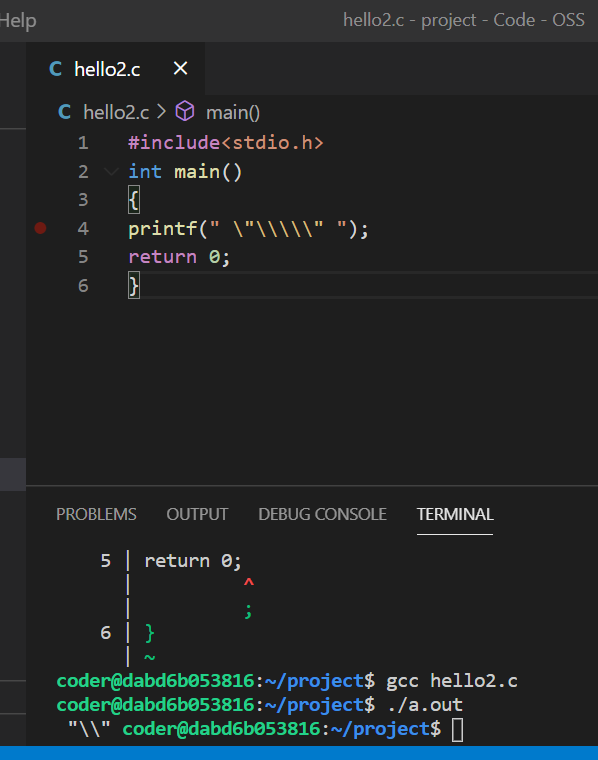 Help
hello2.c - project - Code - OSS
C hello2.c ×
C hello2.c > main()
1 #include<stdio.h>
2 int main()
3 {
4 printf(" \"\\\\\" ");
5 return 0;
6 }
PROBLEMS OUTPUT DEBUG CONSOLE TERMINAL
5 | return 0;
| ^
| ;
6 | }
| ~
coder@dabd6b053816:~/project$ gcc hello2.c
coder@dabd6b053816:~/project$ ./a.out
"\\" coder@dabd6b053816:~/project$